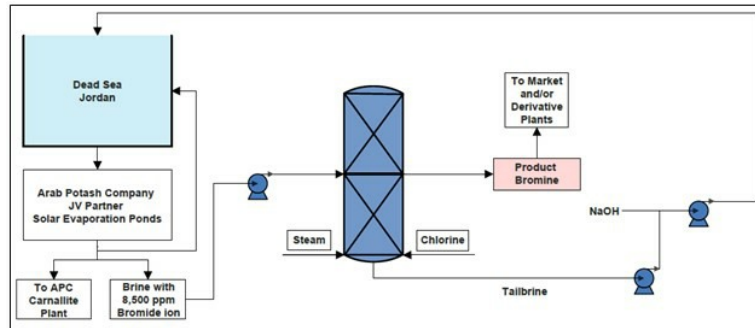 Dead Sea
Jordan
Arab Potash Company
JV Partner
Solar Evaporation Ponds
To APC
Carnallite
Plant
Brine with
8,500 ppm
Bromide ion
Steam
Chlorine
To Market
and/or
Derivative
Plants
Product
Bromine
NaOH
Tailbrine